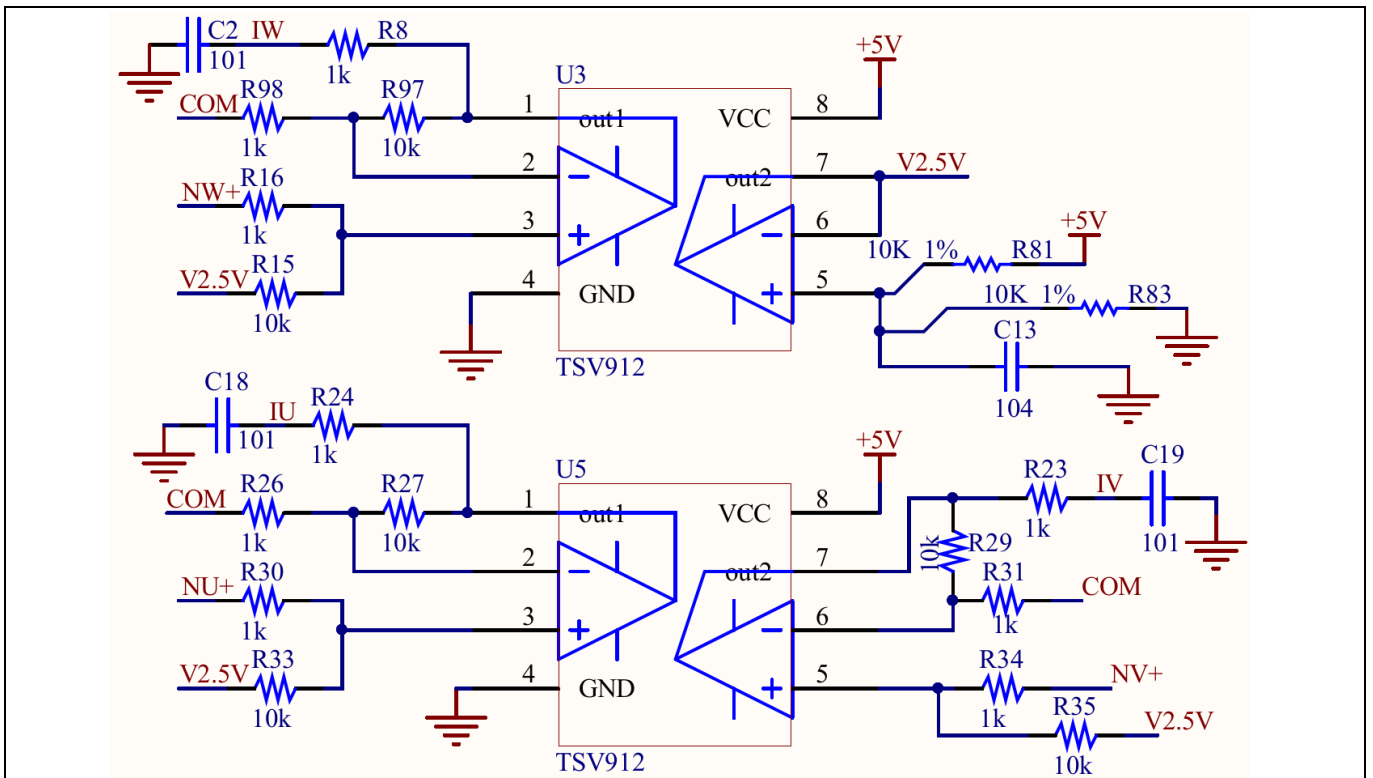 C2 IW R8
101
1k
+5V
U3
COM R98 R97 1 out1 VCC 8
1k 10k
2 7 V2.5V
out2
NW+ R16
1k
3 6
+5V
10K 1% R81
V2.5V R15
10k
4 GND 5
10K 1% R83
C13
104
TSV912
C18 IU R24
101
1k
+5V
U5
C19
R23 IV
1k 101
COM R26 R27 1 out1 VCC 8
1k 10k
2 7
out2
10k R29
NU+ R30
1k
R31 COM
1k
3 6
V2.5V R33
10k
4 GND 5
R34 NV+
1k
R35 V2.5V
10k
TSV912